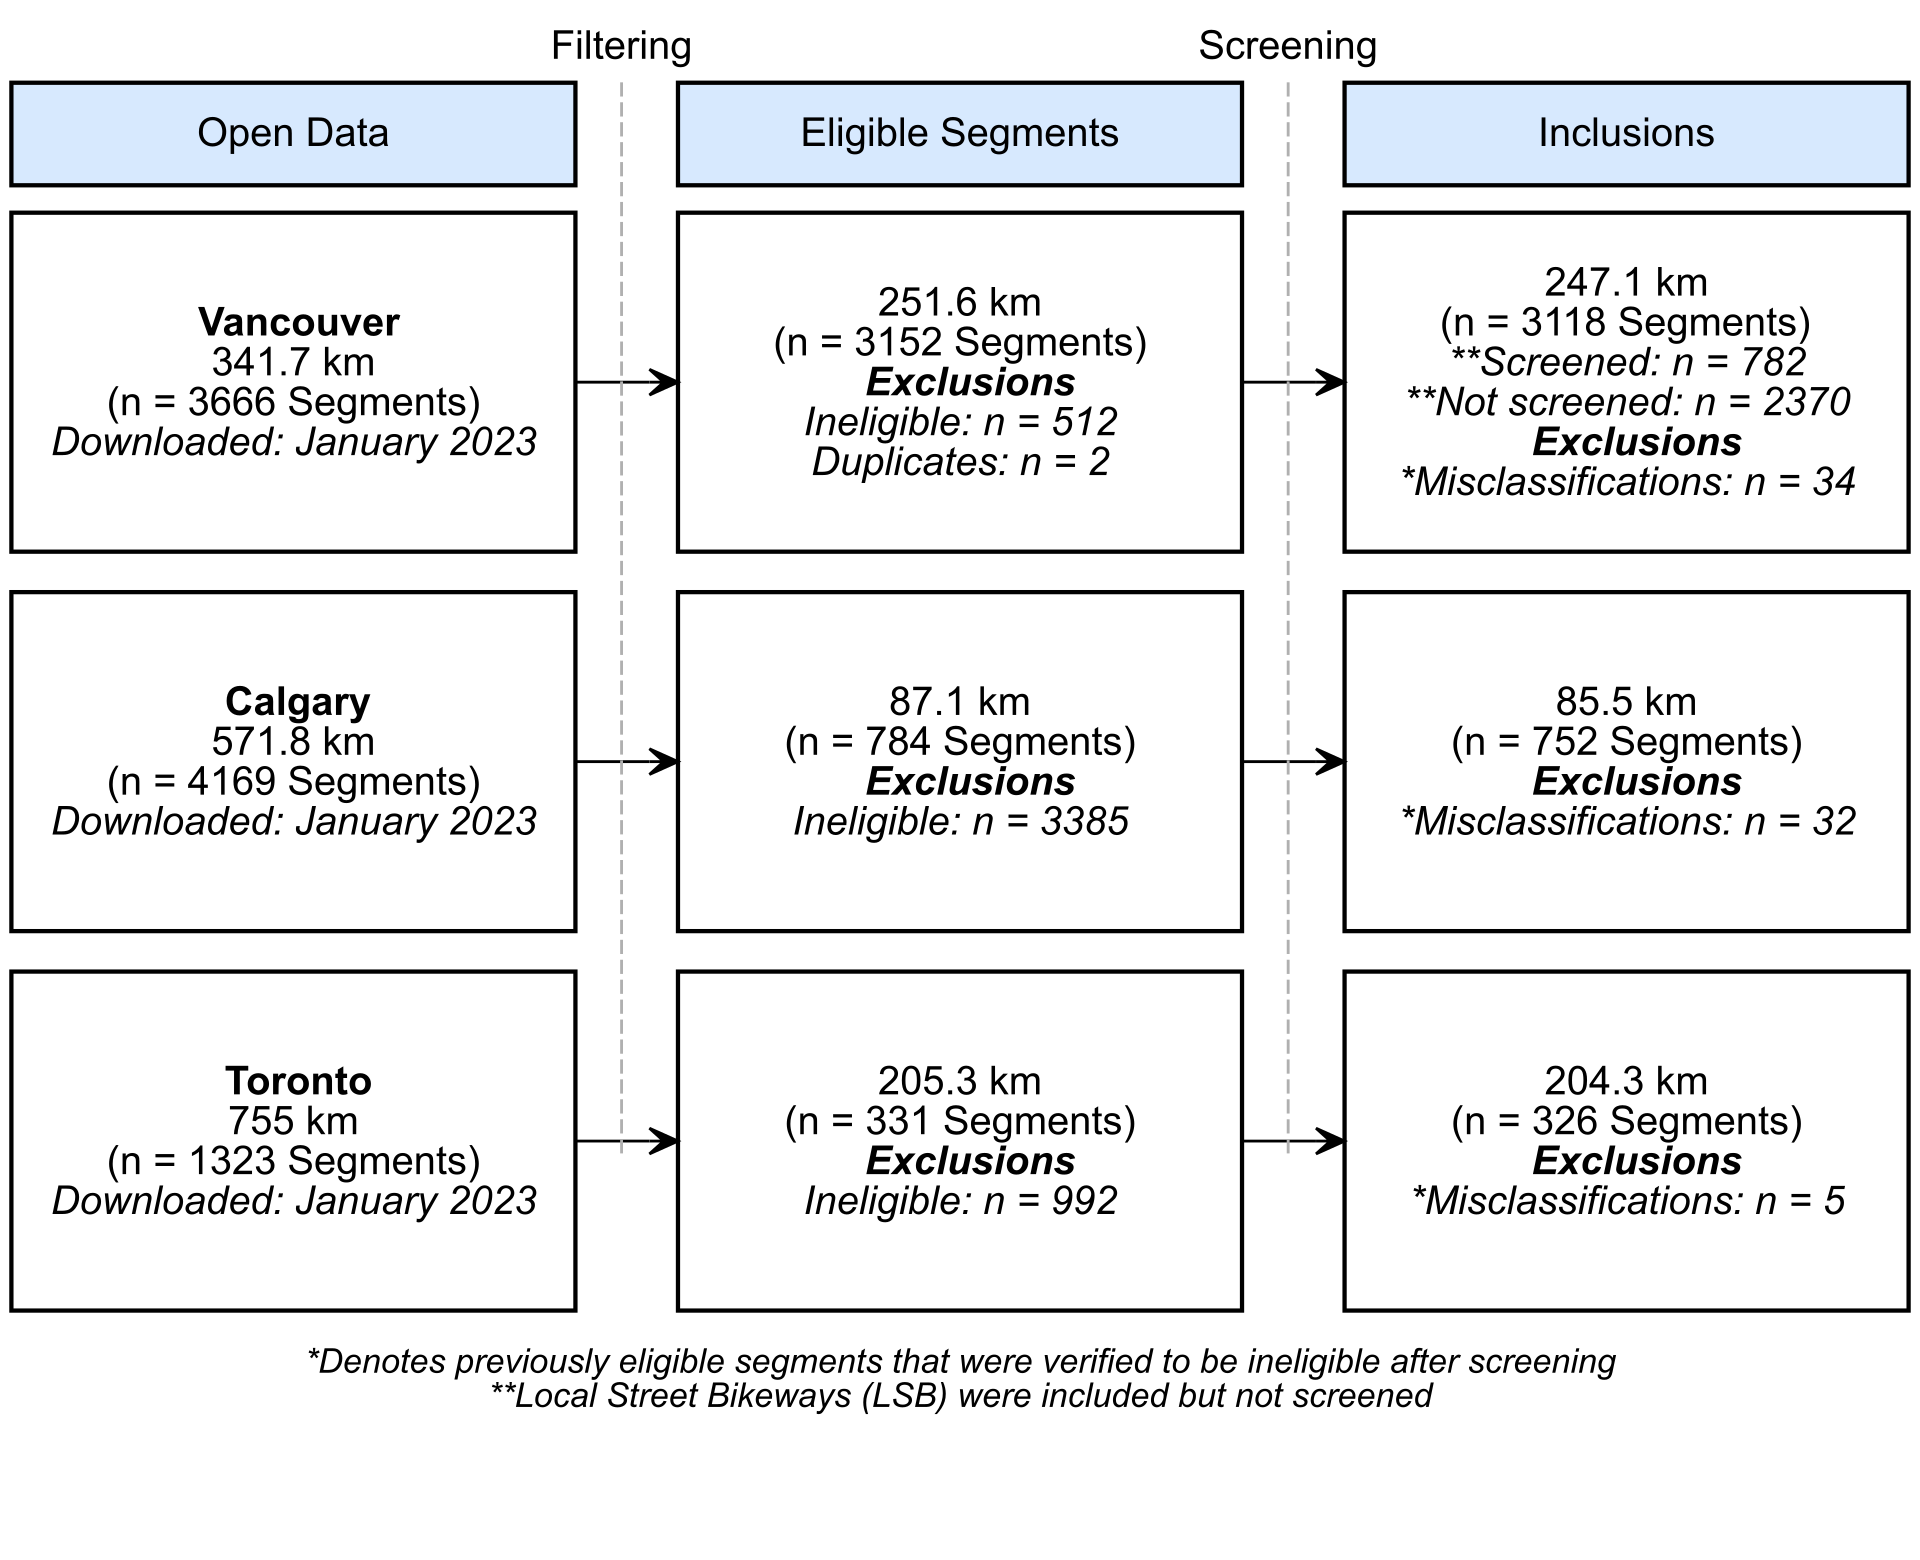 Filtering
Screening
Open Data
Eligible Segments
Inclusions
Vancouver
341.7 km
(n = 3666 Segments)
Downloaded: January 2023
251.6 km
(n = 3152 Segments)
Exclusions
Ineligible: n = 512
Duplicates: n = 2
247.1 km
(n = 3118 Segments)
**Screened: n = 782
**Not screened: n = 2370
Exclusions
*Misclassifications: n = 34
Calgary
571.8 km
(n = 4169 Segments)
Downloaded: January 2023
87.1 km
(n = 784 Segments)
Exclusions
Ineligible: n = 3385
85.5 km
(n = 752 Segments)
Exclusions
*Misclassifications: n = 32
Toronto
755 km
(n = 1323 Segments)
Downloaded: January 2023
205.3 km
(n = 331 Segments)
Exclusions
Ineligible: n = 992
204.3 km
(n = 326 Segments)
Exclusions
*Misclassifications: n = 5
*Denotes previously eligible segments that were verified to be ineligible after screening
**Local Street Bikeways (LSB) were included but not screened